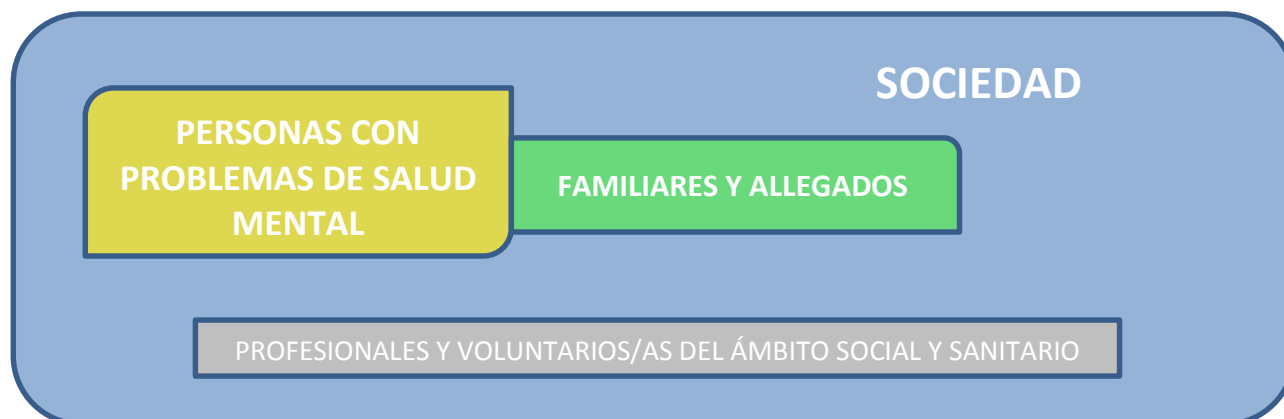 SOCIEDAD
PERSONAS CON
PROBLEMAS DE SALUD
MENTAL
FAMILIARES Y ALLEGADOS
PROFESIONALES Y VOLUNTARIOS/AS DEL ÁMBITO SOCIAL Y SANITARIO